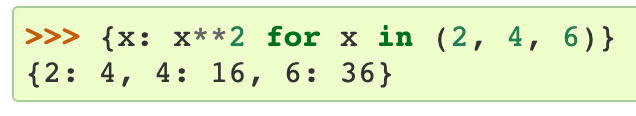 >>> {x: x**2 for x in (2, 4, 6)}
{2: 4, 4: 16, 6: 36}